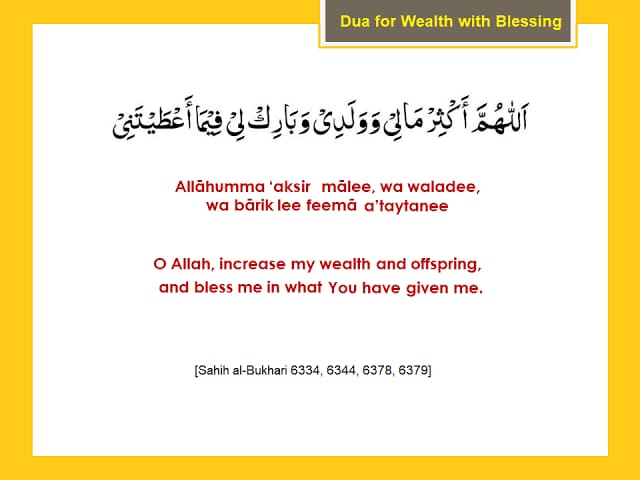 Dua for Wealth with Blessing
اَللّٰهُمَّ أَكْثِرْ مَالِيْ وَوَلَدِيْ وَبَارِكْ لِيْ فِيْمَا أَعْطَيْتَنِيْ
Allāhumma ‘aksir mālee, wa waladee,
wa bārik lee feemā a’taytanee
O Allah, increase my wealth and offspring,
and bless me in what You have given me.
[Sahih al-Bukhari 6334, 6344, 6378, 6379]